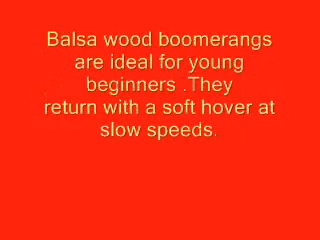 Balsa wood boomerangs
are ideal for young
beginners .They
return with a soft hover at
slow speeds.